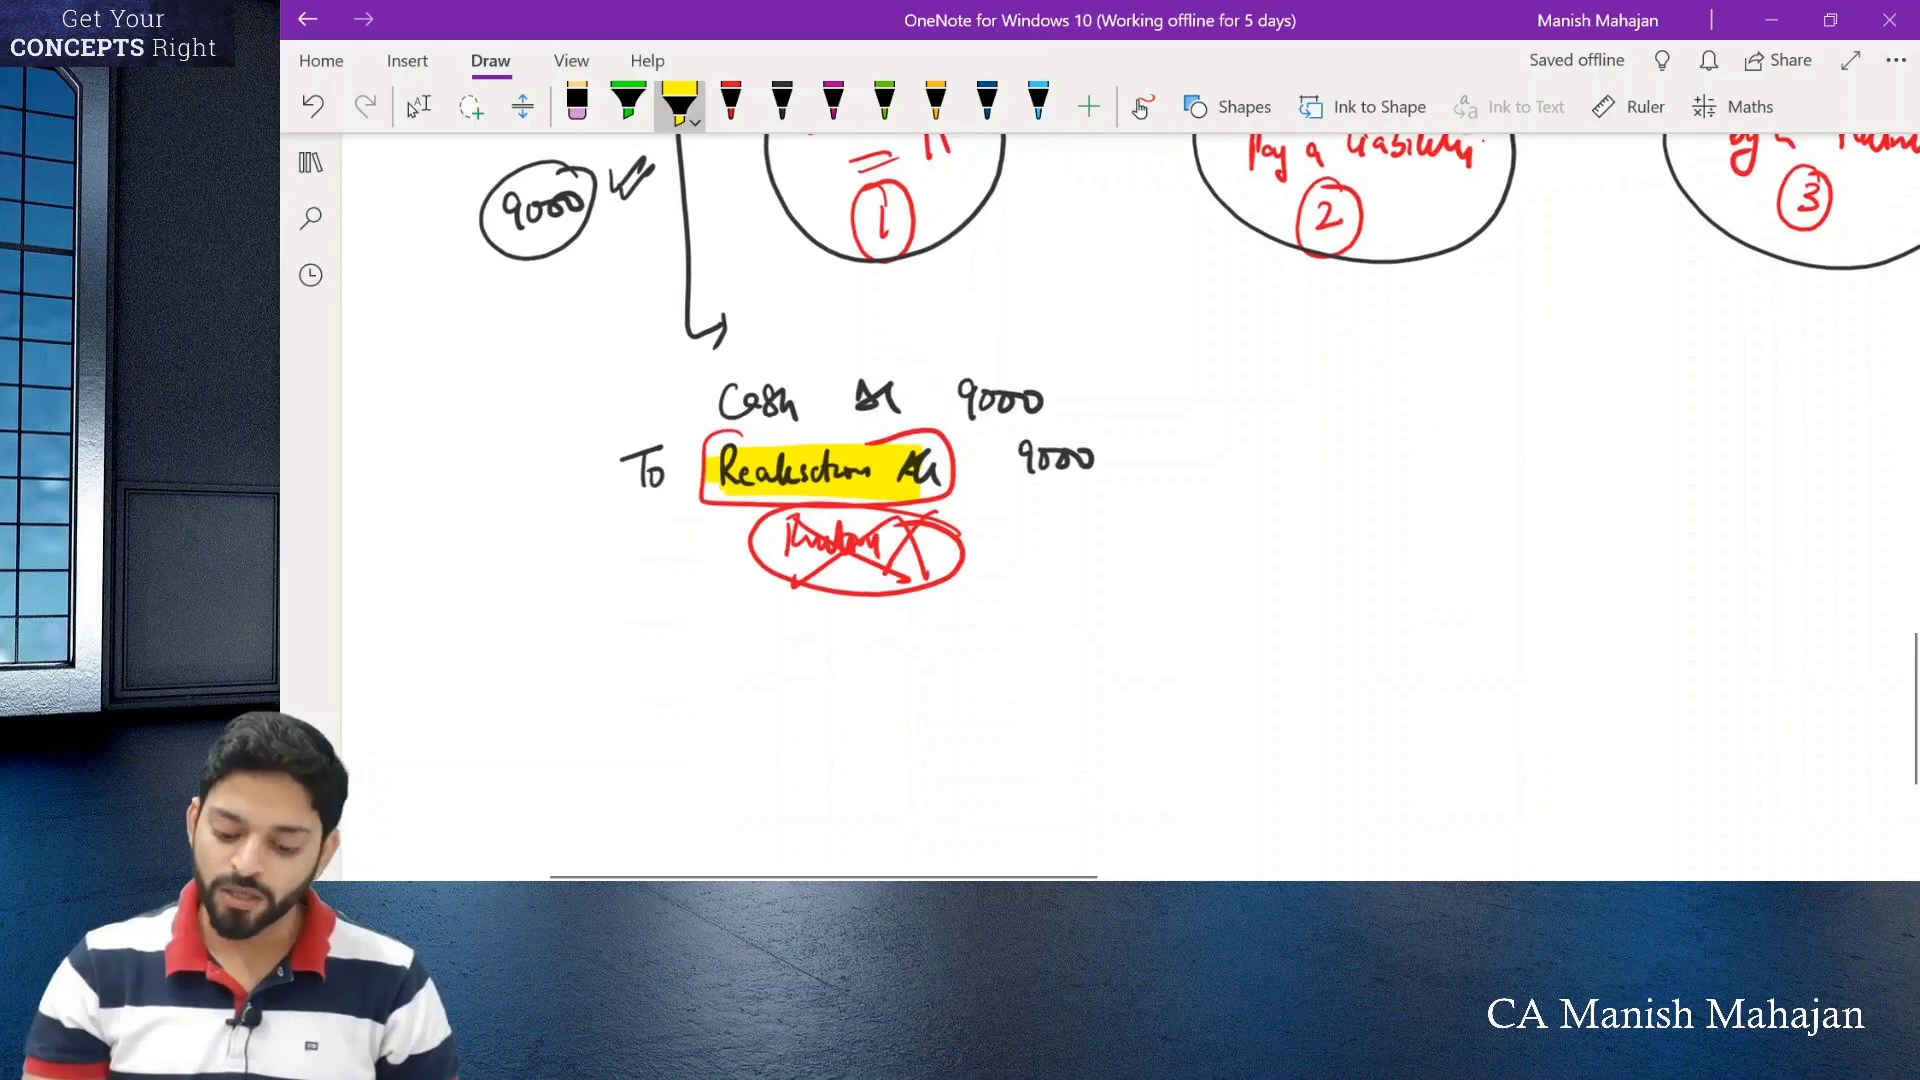 Get Your
CONCEPTS Right
OneNote for Windows 10 (Working offline for 5 days)
Manish Mahajan
Home
Insert
Draw
View
Help
Saved offline
Share
Shapes
Ink to Shape
Ink to Text
Ruler
Maths
Pay a liability
by a
9000
1
2
3
Cash A/c 9000
To Realisation A/c 9000
CA Manish Mahajan